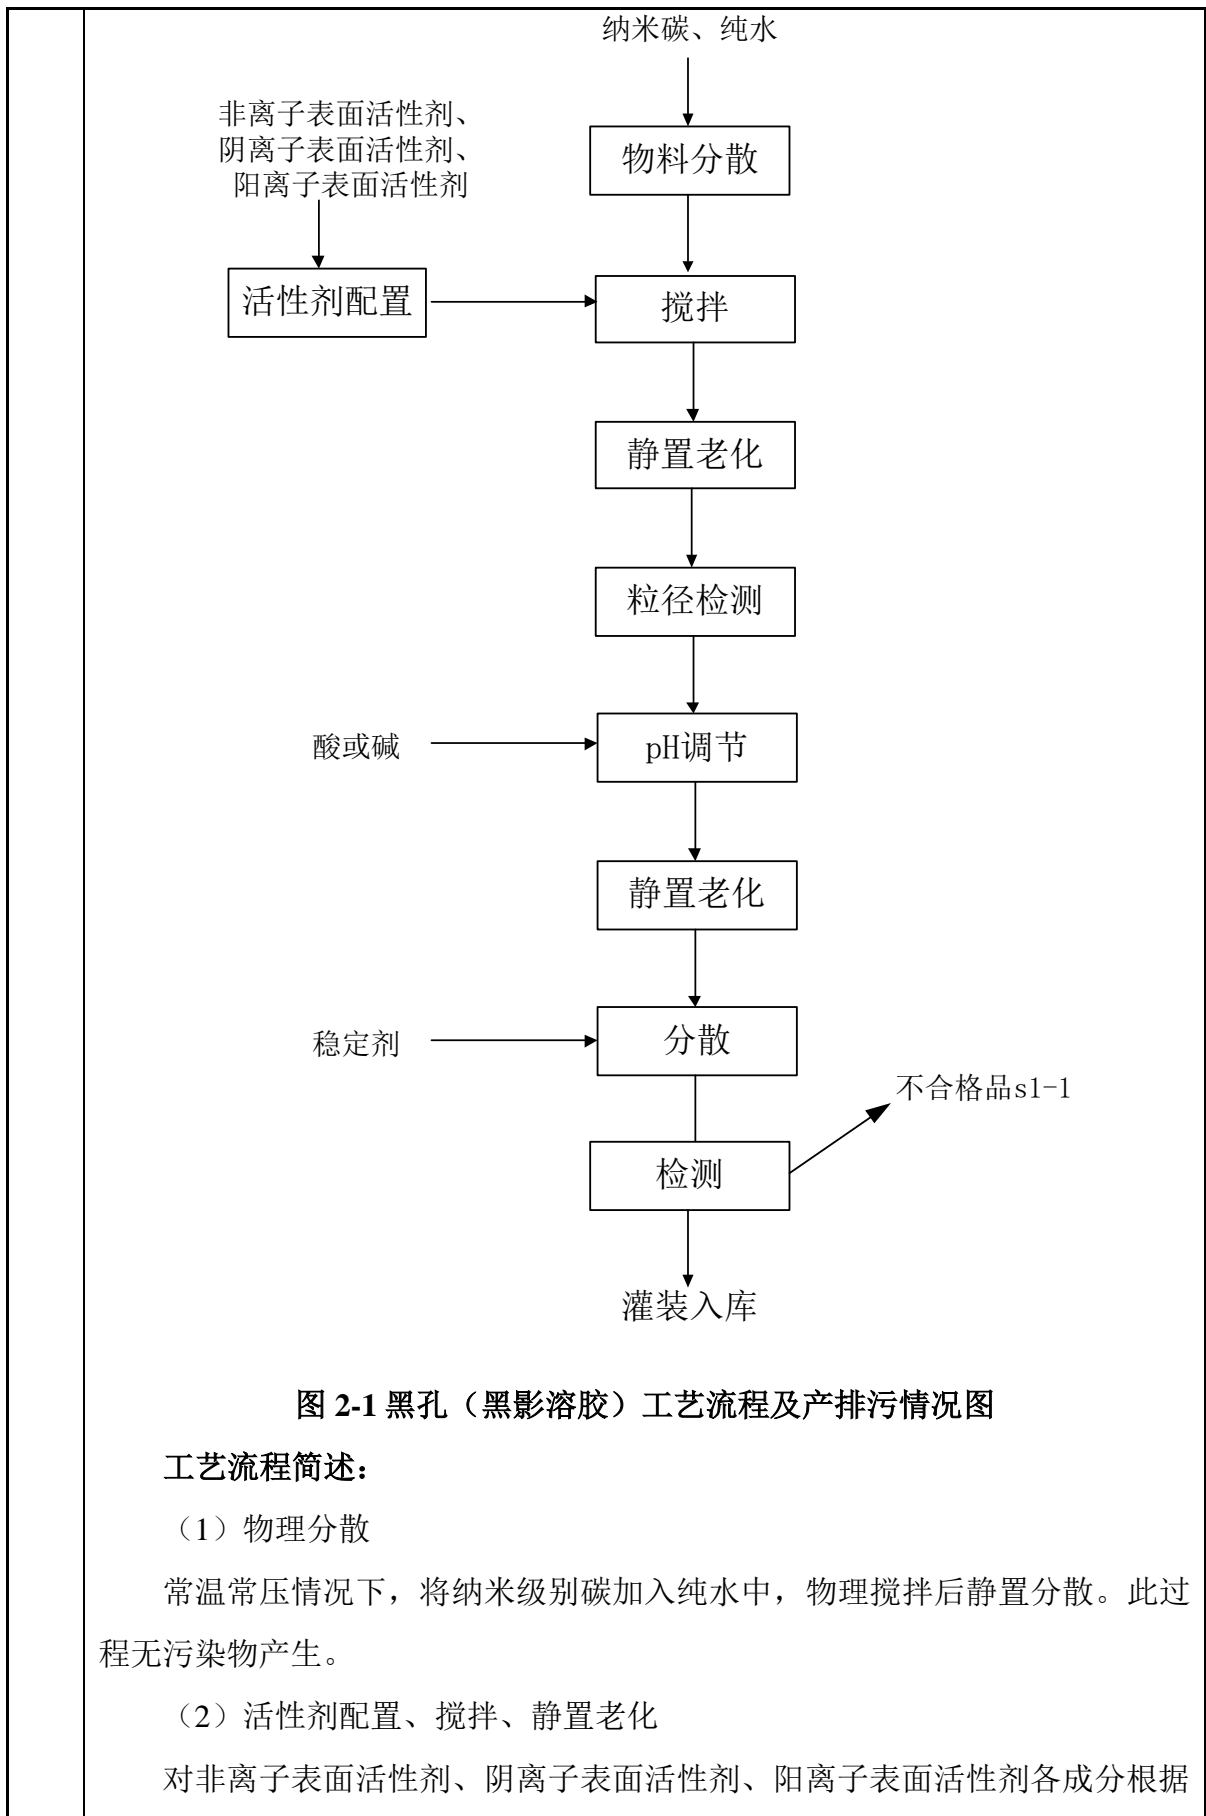 纳米碳、纯水
非离子表面活性剂、
阴离子表面活性剂、
阳离子表面活性剂
物料分散
活性剂配置
搅拌
静置老化
粒径检测
酸或碱
pH调节
静置老化
稳定剂
分散
不合格品s1-1
检测
灌装入库
图 2-1 黑孔（黑影溶胶）工艺流程及产排污情况图
工艺流程简述：
（1）物理分散
常温常压情况下，将纳米级别碳加入纯水中，物理搅拌后静置分散。此过
程无污染物产生。
（2）活性剂配置、搅拌、静置老化
对非离子表面活性剂、阴离子表面活性剂、阳离子表面活性剂各成分根据